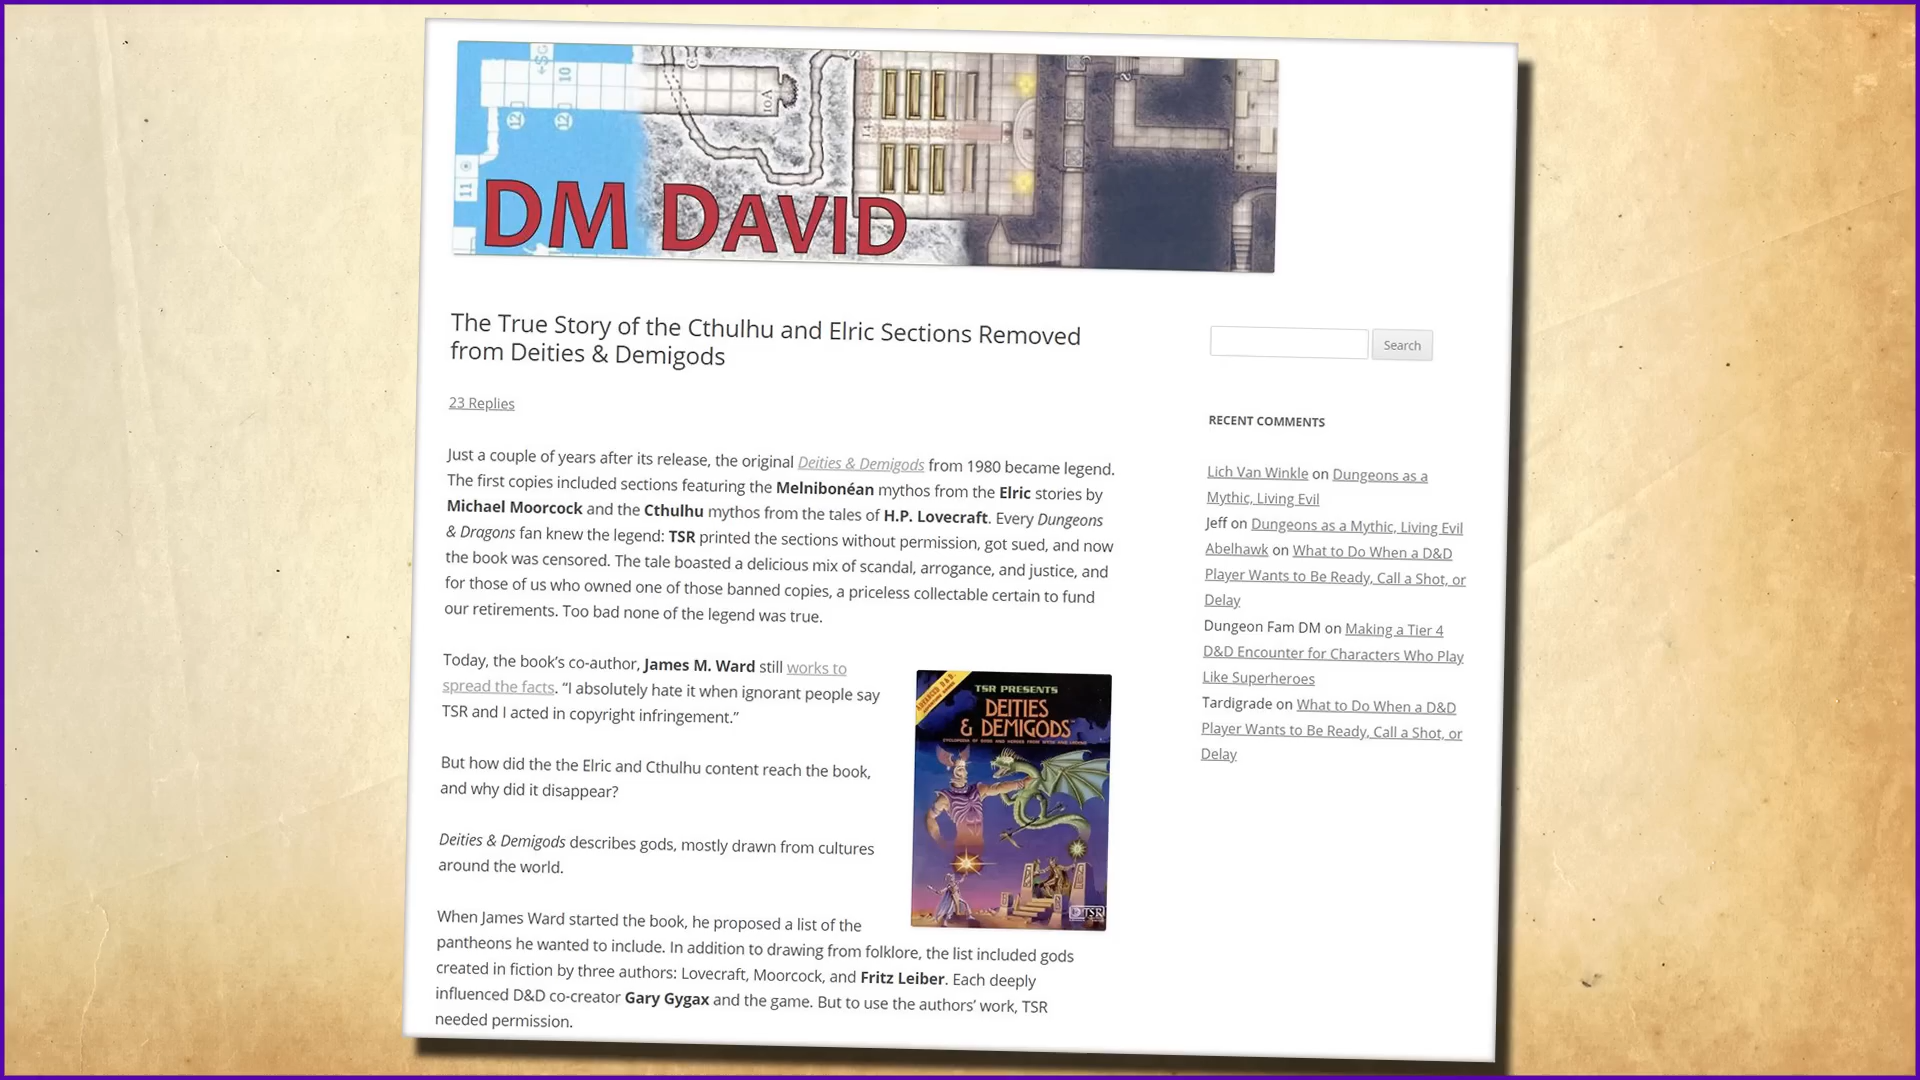 DM DAVID
The True Story of the Cthulhu and Elric Sections Removed
from Deities & Demigods
23 Replies
Just a couple of years after its release, the original Deities & Demigods from 1980 became legend.
The first copies included sections featuring the Melnibonéan mythos from the Elric stories by
Michael Moorcock and the Cthulhu mythos from the tales of H.P. Lovecraft. Every Dungeons
& Dragons fan knew the legend: TSR printed the sections without permission, got sued, and now
the book was censored. The tale boasted a delicious mix of scandal, arrogance, and justice, and
for those of us who owned one of those banned copies, a priceless collectable certain to fund
our retirements. Too bad none of the legend was true.
Today, the book's co-author, James M. Ward still works to
spread the facts. “I absolutely hate it when ignorant people say
TSR and I acted in copyright infringement.”
But how did the the Elric and Cthulhu content reach the book,
and why did it disappear?
Deities & Demigods describes gods, mostly drawn from cultures
around the world.
When James Ward started the book, he proposed a list of the
pantheons he wanted to include. In addition to drawing from folklore, the list included gods
created in fiction by three authors: Lovecraft, Moorcock, and Fritz Leiber. Each deeply
influenced D&D co-creator Gary Gygax and the game. But to use the authors' work, TSR
needed permission.
TSR PRESENTS
DEITIES
& DEMIGODS
TSR
Search
RECENT COMMENTS
Lich Van Winkle on Dungeons as a
Mythic, Living Evil
Jeff on Dungeons as a Mythic, Living Evil
Abelhawk on What to Do When a D&D
Player Wants to Be Ready, Call a Shot, or
Delay
Dungeon Fam DM on Making a Tier 4
D&D Encounter for Characters Who Play
Like Superheroes
Tardigrade on What to Do When a D&D
Player Wants to Be Ready, Call a Shot, or
Delay
10
12
12
11
10A
14